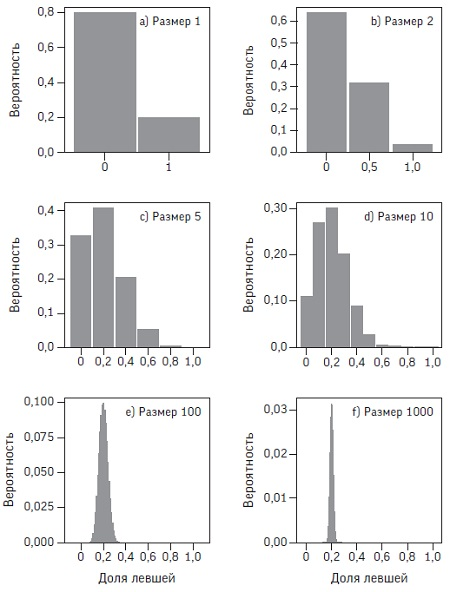 а) Размер 1
Вероятность
0,8
0,6
0,4
0,2
0,0
0 1
b) Размер 2
Вероятность
0,6
0,5
0,4
0,3
0,2
0,1
0,0
0 0,5 1,0
c) Размер 5
Вероятность
0,4
0,3
0,2
0,1
0,0
0 0,2 0,4 0,6 0,8 1,0
d) Размер 10
Вероятность
0,30
0,20
0,10
0,00
0 0,2 0,4 0,6 0,8 1,0
e) Размер 100
Вероятность
0,100
0,075
0,050
0,025
0,000
0 0,2 0,4 0,6 0,8 1,0
Доля левшей
f) Размер 1000
Вероятность
0,03
0,02
0,01
0,00
0 0,2 0,4 0,6 0,8 1,0
Доля левшей